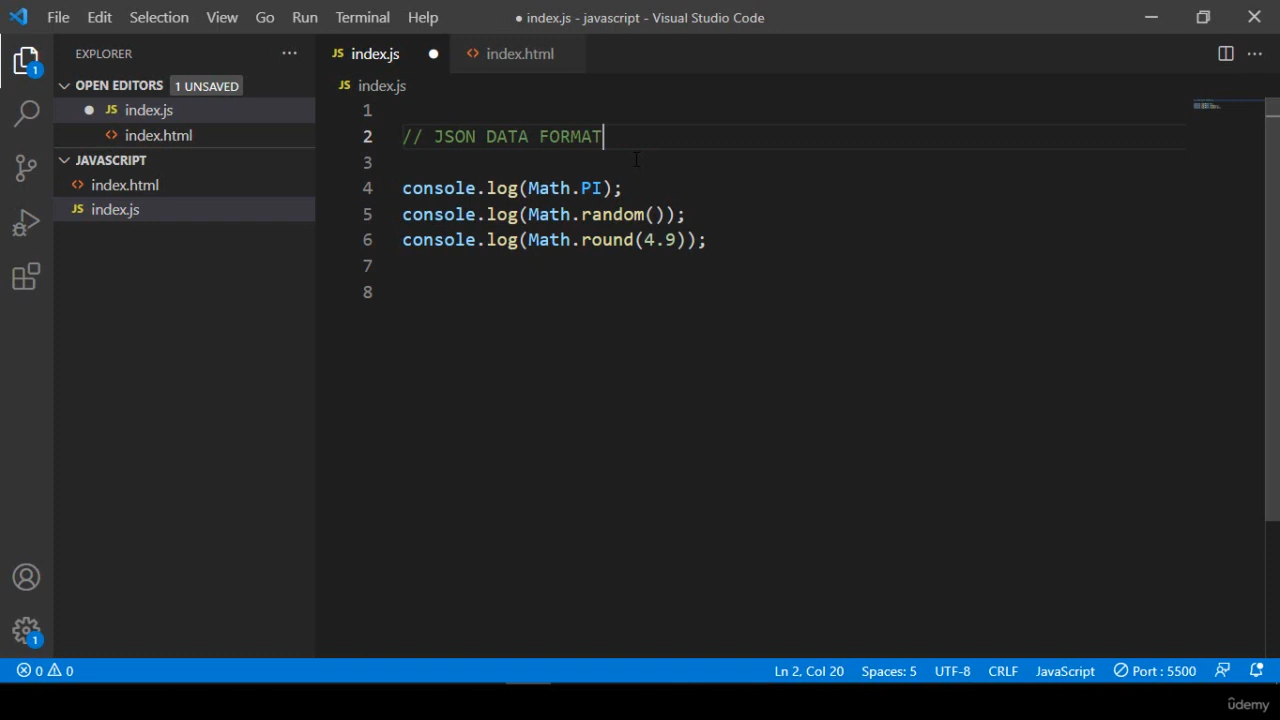 File Edit Selection View Go Run Terminal Help ● index.js - javascript - Visual Studio Code
EXPLORER ··· JS index.js ● <> index.html ···
OPEN EDITORS 1 UNSAVED JS index.js
● JS index.js
<> index.html
JAVASCRIPT
<> index.html
JS index.js
1
1
1
2 // JSON DATA FORMAT
3
4 console.log(Math.PI);
5 console.log(Math.random());
6 console.log(Math.round(4.9));
7
8
0 0 Ln 2, Col 20 Spaces: 5 UTF-8 CRLF JavaScript Port : 5500
ûdemy